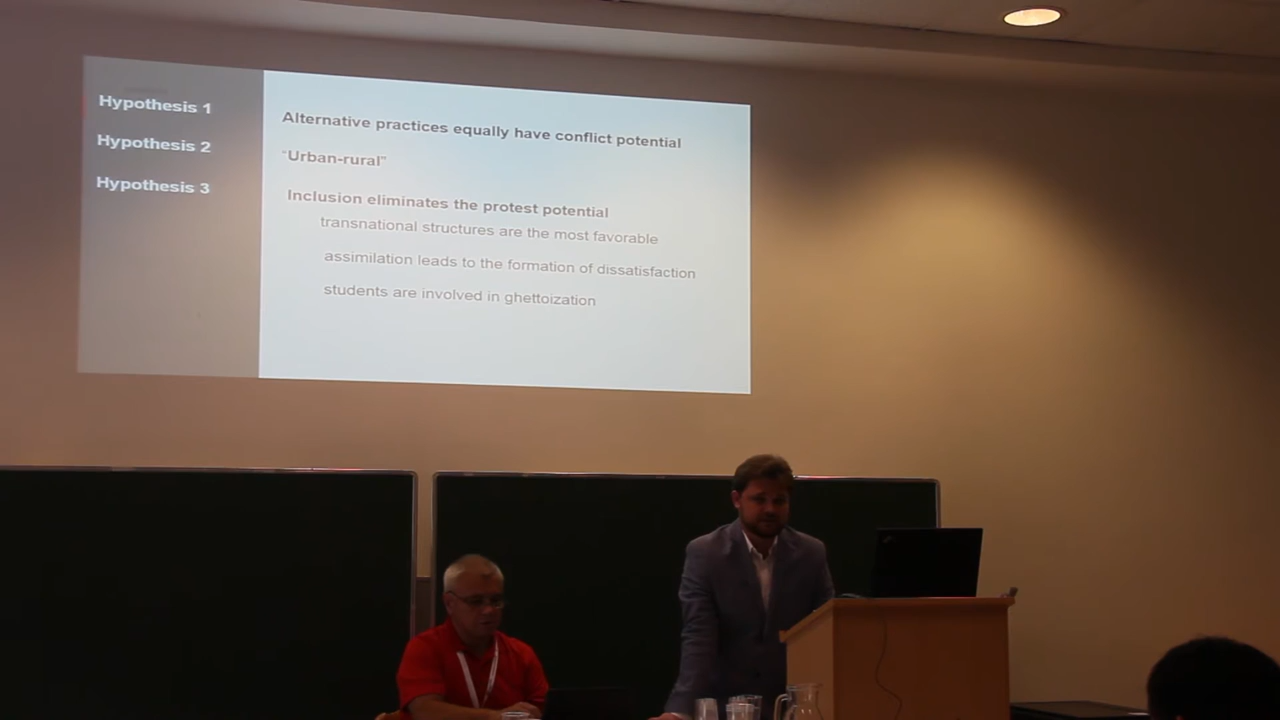 Hypothesis 1
Hypothesis 2
Hypothesis 3
Alternative practices equally have conflict potential
“Urban-rural”
Inclusion eliminates the protest potential
transnational structures are the most favorable
assimilation leads to the formation of dissatisfaction
students are involved in ghettoization